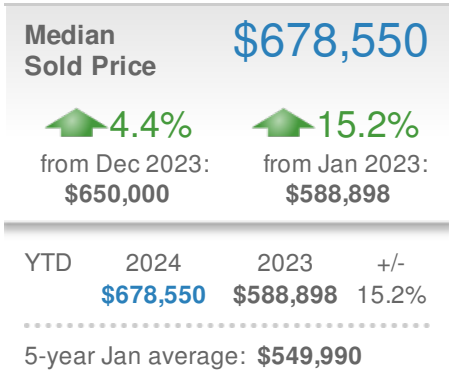 Median $678,550
Sold Price
4.4% 15.2%
from Dec 2023: from Jan 2023:
$650,000 $588,898
YTD 2024 2023 +/-
$678,550 $588,898 15.2%
5-year Jan average: $549,990